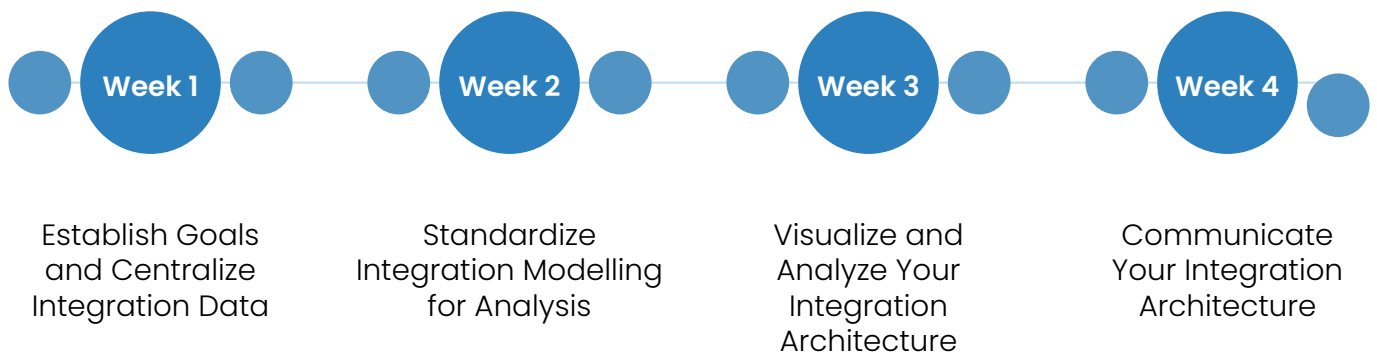 Week 1
Week 2
Week 3
Week 4
Establish Goals
and Centralize
Integration Data
Standardize
Integration Modelling
for Analysis
Visualize and
Analyze Your
Integration
Architecture
Communicate
Your Integration
Architecture